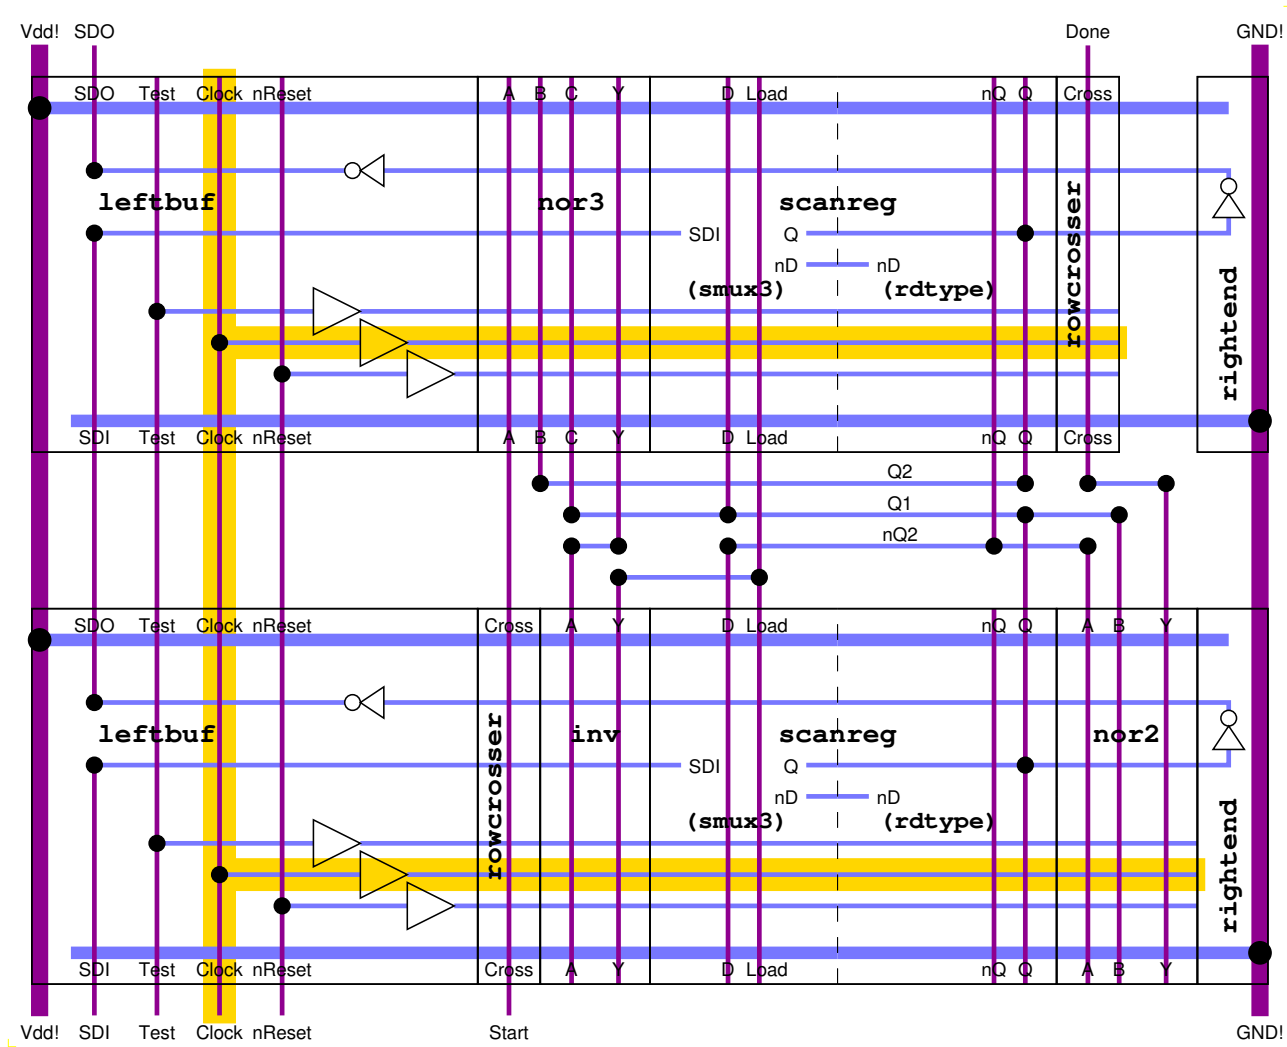 Vdd! SDO Done GND!
SDO Test Clock nReset A B C Y D Load nQ Q Cross
leftbuf nor3 scanreg rowcrosser
SDI Q
nD nD
(smux3) (rdtype) rightend
SDI Test Clock nReset A B C Y D Load nQ Q Cross
Q2
Q1
nQ2
SDO Test Clock nReset Cross A Y D Load nQ Q A B Y
leftbuf rowcrosser inv scanreg nor2
SDI Q
nD nD
(smux3) (rdtype) rightend
SDI Test Clock nReset Cross A Y D Load nQ Q A B Y
Vdd! SDI Test Clock nReset Start GND!